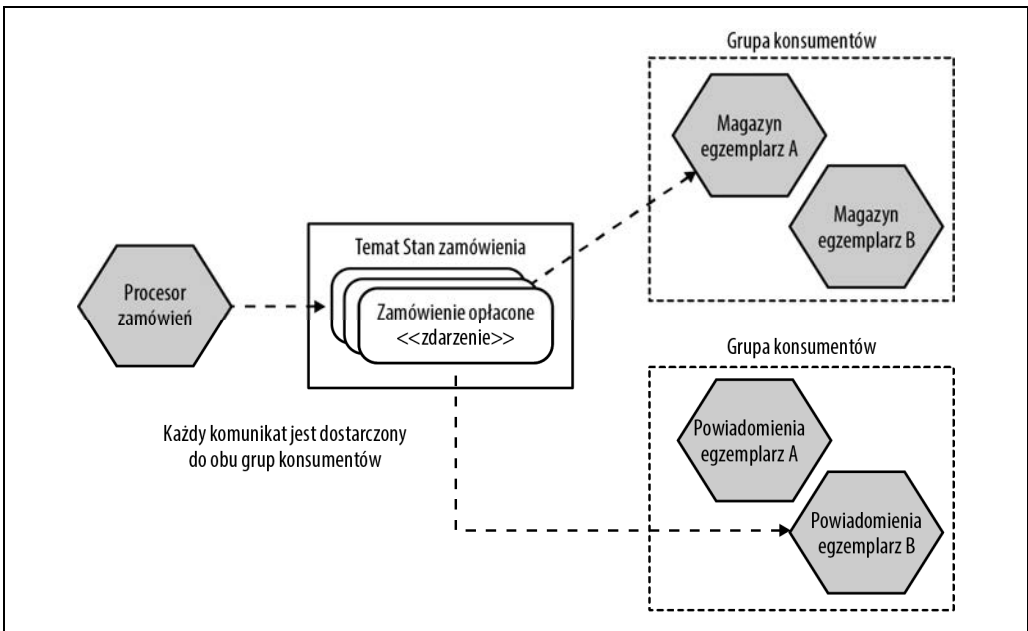 Grupa konsumentów
Magazyn
egzemplarz A
Magazyn
egzemplarz B
Temat Stan zamówienia
Procesor
zamówień
Zamówienie opłacone
<<zdarzenie>>
Grupa konsumentów
Każdy komunikat jest dostarczony
do obu grup konsumentów
Powiadomienia
egzemplarz A
Powiadomienia
egzemplarz B